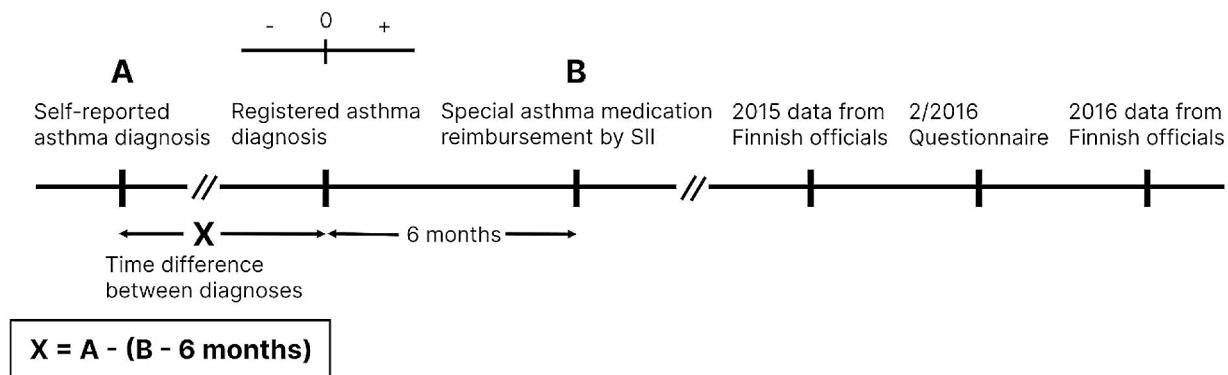 - 0 +
A
B
Self-reported
asthma diagnosis
Registered asthma
diagnosis
Special asthma medication
reimbursement by SII
2015 data from
Finnish officials
2/2016
Questionnaire
2016 data from
Finnish officials
X
6 months
Time difference
between diagnoses
X = A - (B - 6 months)